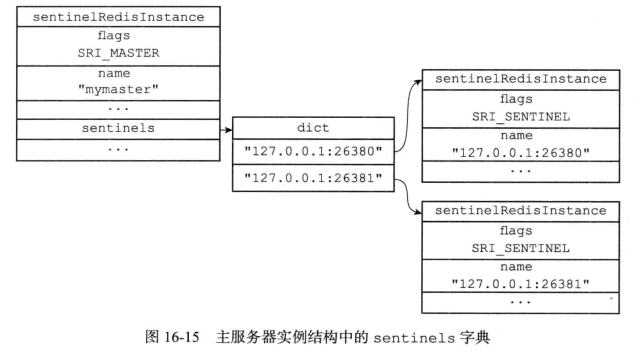 sentinelRedisInstance
flags
SRI_MASTER
name
"mymaster"
...
sentinels
...
dict
"127.0.0.1:26380"
"127.0.0.1:26381"
sentinelRedisInstance
flags
SRI_SENTINEL
name
"127.0.0.1:26380"
...
sentinelRedisInstance
flags
SRI_SENTINEL
name
"127.0.0.1:26381"
...
图 16-15 主服务器实例结构中的 sentinels 字典